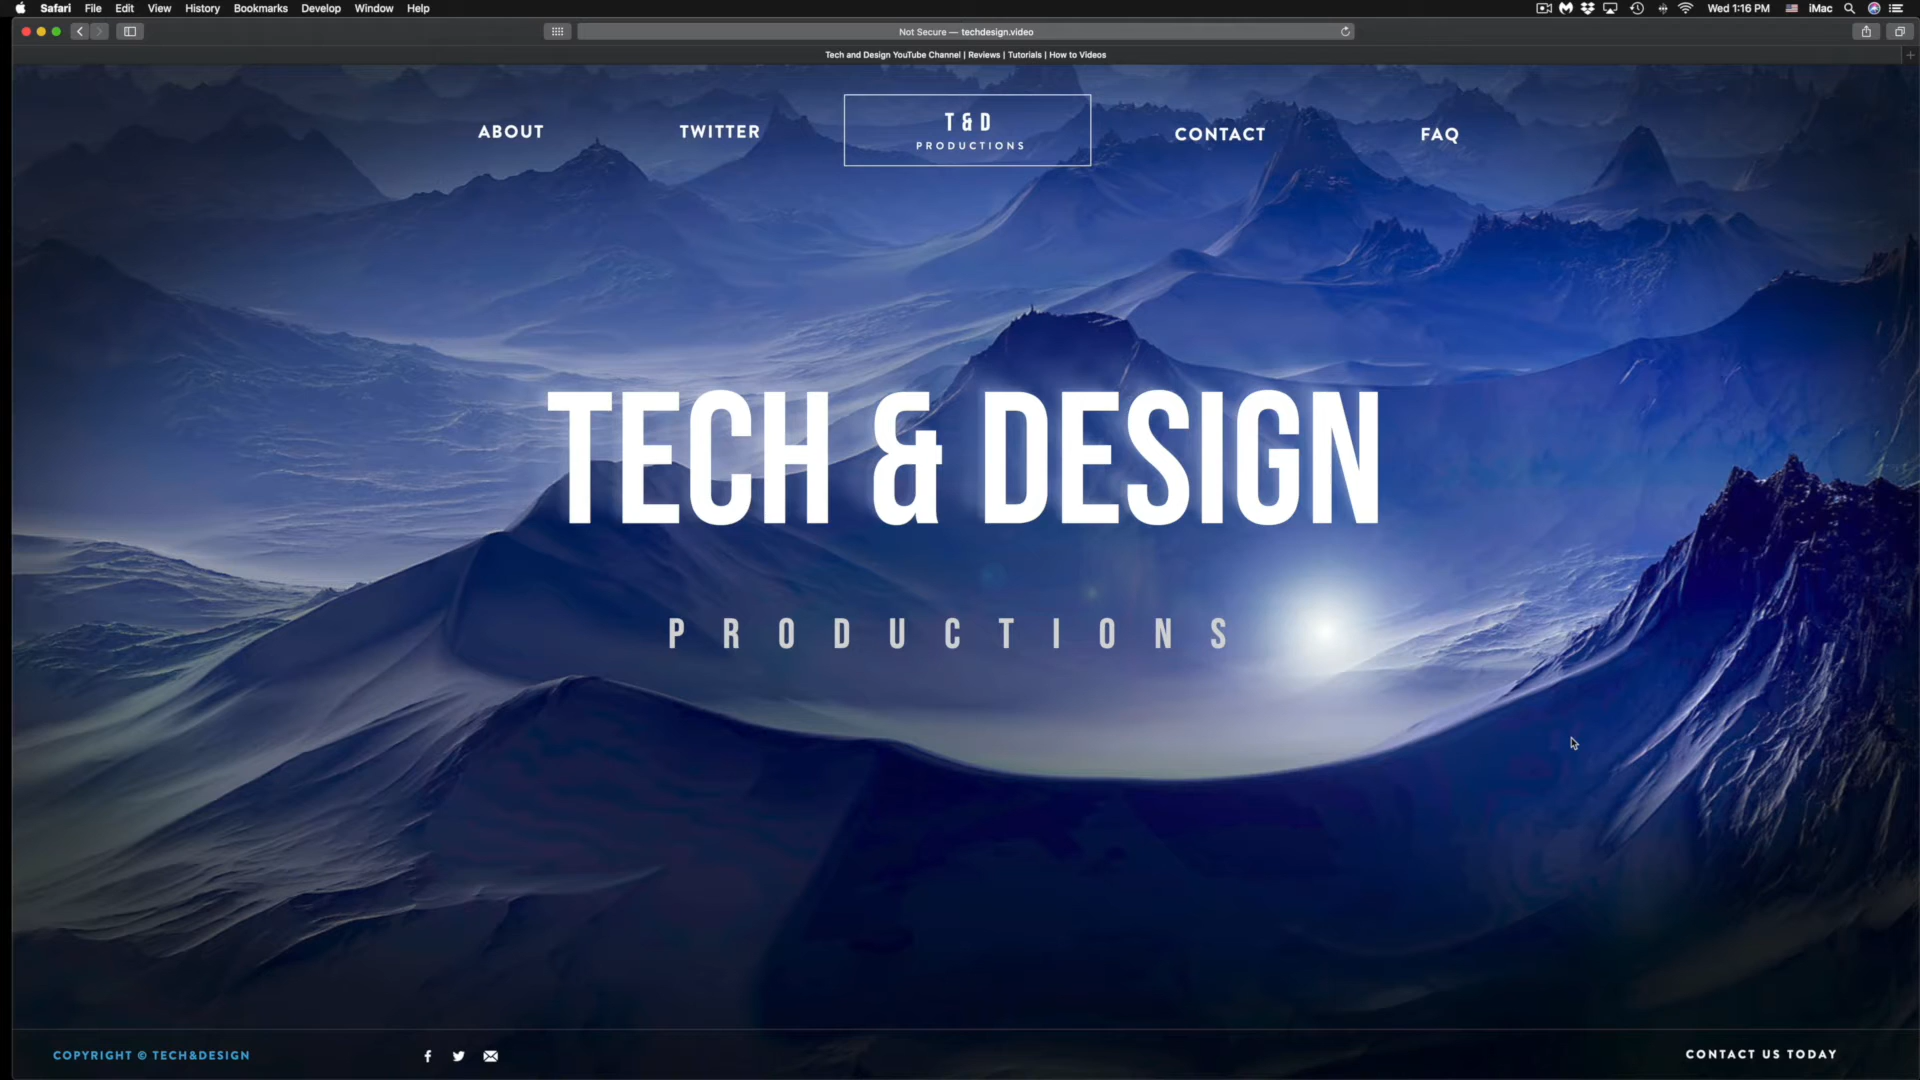 Safari File Edit View History Bookmarks Develop Window Help Wed 1:16 PM iMac
Not Secure — techdesign.video
Tech and Design YouTube Channel | Reviews | Tutorials | How to Videos
ABOUT TWITTER T & D CONTACT FAQ
PRODUCTIONS
TECH & DESIGN
PRODUCTIONS
COPYRIGHT © TECH&DESIGN CONTACT US TODAY